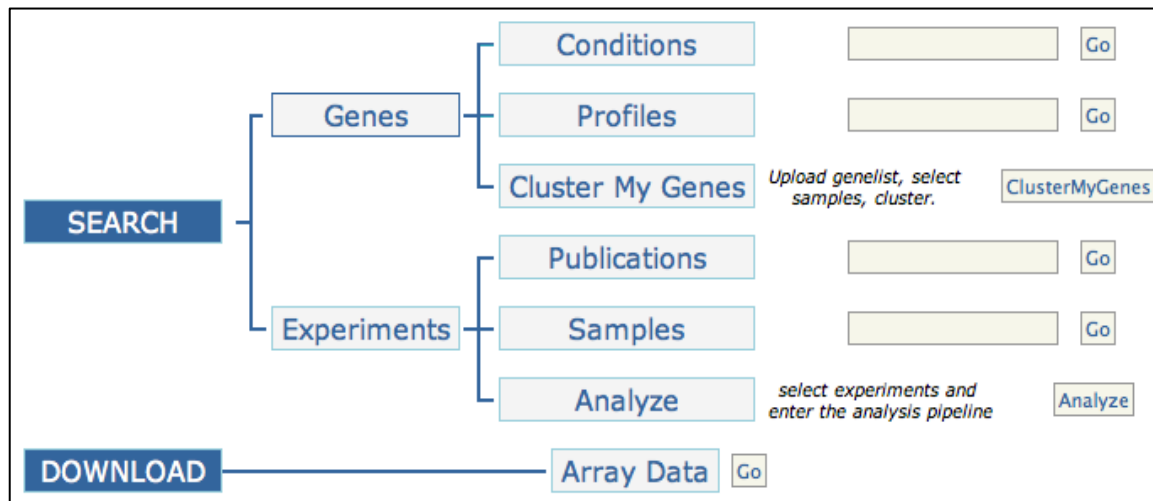 Conditions
Go
Genes
Profiles
Go
Cluster My Genes
Upload genelist, select
samples, cluster.
ClusterMyGenes
SEARCH
Publications
Go
Experiments
Samples
Go
Analyze
select experiments and
enter the analysis pipeline
Analyze
DOWNLOAD
Array Data
Go